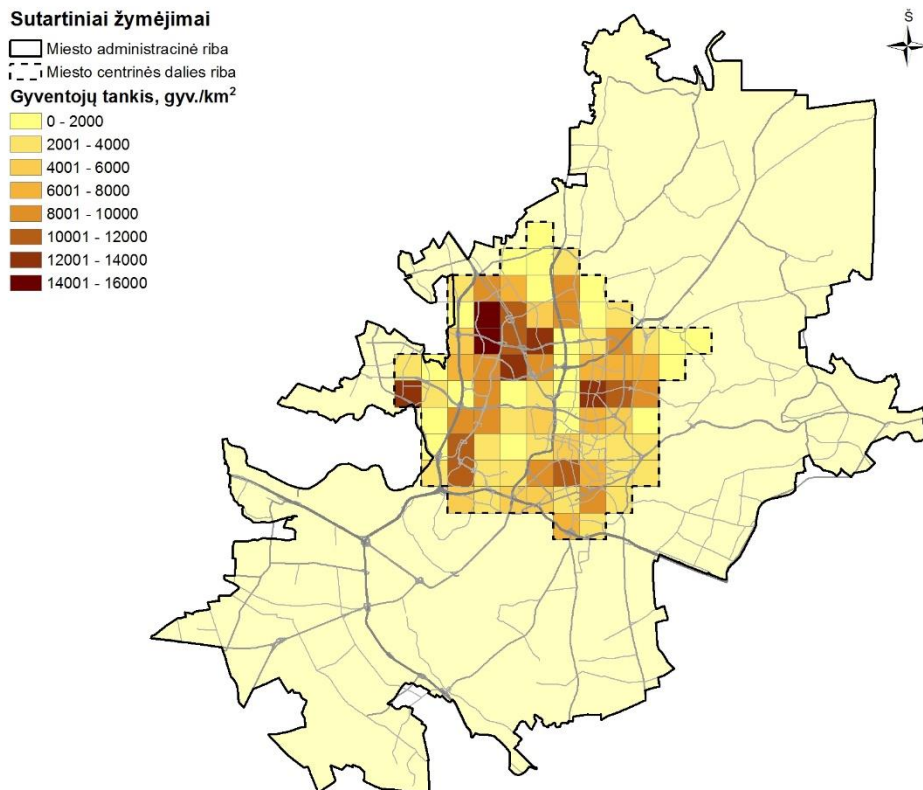 Sutartiniai žymėjimai
Miesto administracinė riba
Miesto centrinės dalies riba
Gyventojų tankis, gyv./km²
0 - 2000
2001 - 4000
4001 - 6000
6001 - 8000
8001 - 10000
10001 - 12000
12001 - 14000
14001 - 16000
Š